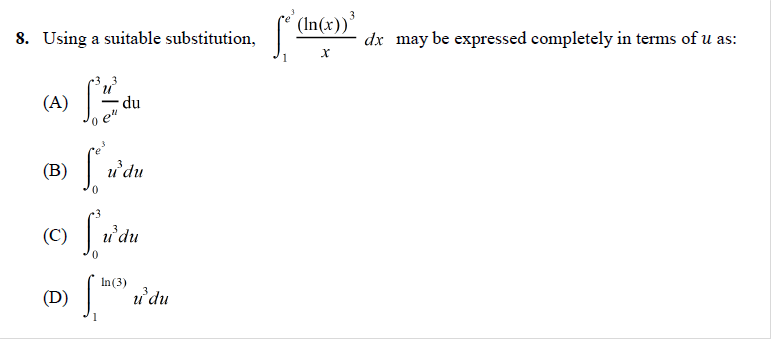 8. Using a suitable substitution, $\int_{1}^{e^3} \frac{(\ln(x))^3}{x} dx$ may be expressed completely in terms of u as:
(A) $\int_{0}^{3} \frac{u^3}{e^u} du$
(B) $\int_{0}^{e^3} u^3 du$
(C) $\int_{0}^{3} u^3 du$
(D) $\int_{1}^{\ln(3)} u^3 du$